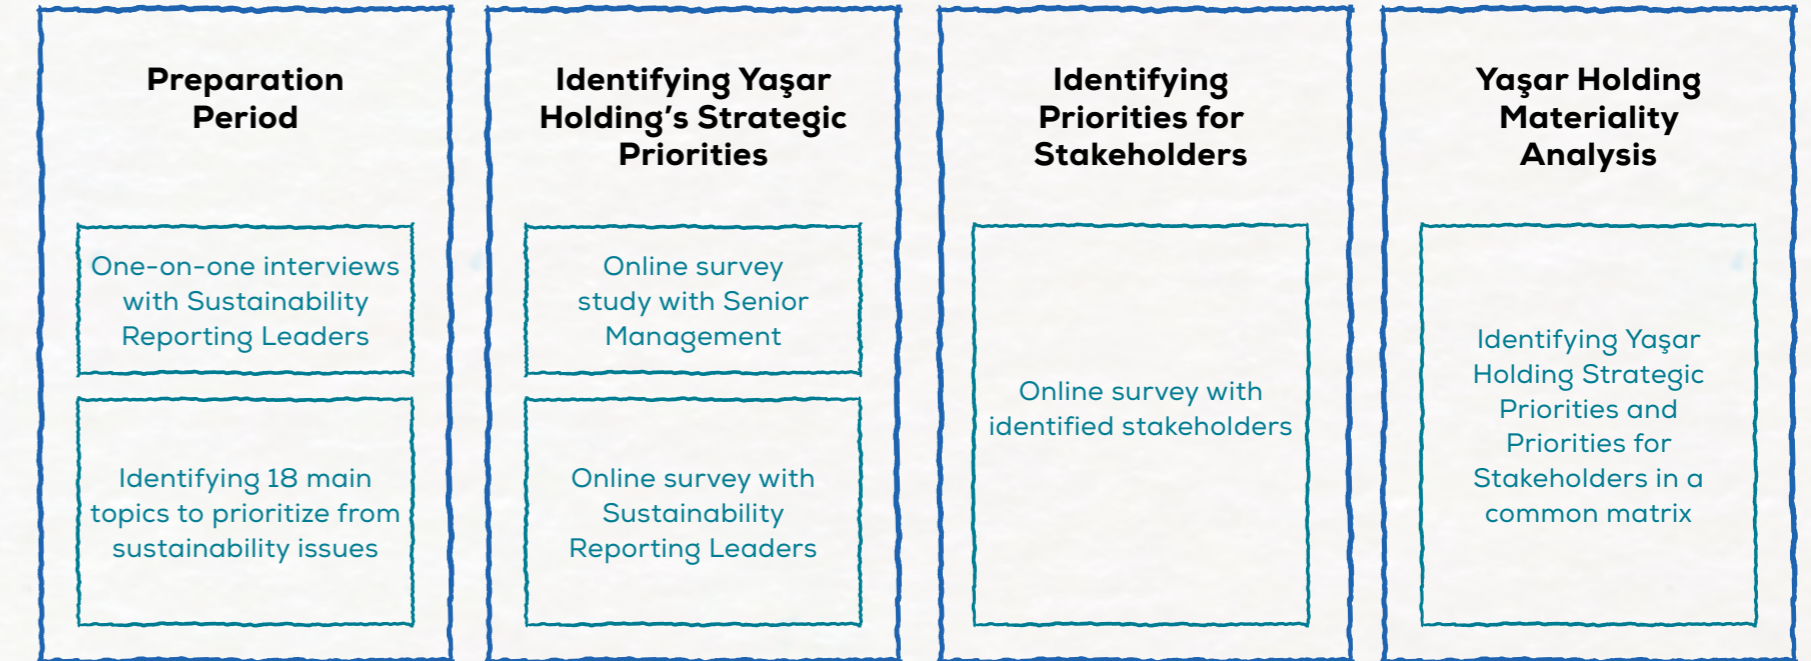 Preparation
Period
One-on-one interviews
with Sustainability
Reporting Leaders
Identifying 18 main
topics to prioritize from
sustainability issues
Identifying Yaşar
Holding's Strategic
Priorities
Online survey
study with Senior
Management
Online survey with
Sustainability
Reporting Leaders
Identifying
Priorities for
Stakeholders
Online survey with
identified stakeholders
Yaşar Holding
Materiality
Analysis
Identifying Yaşar
Holding Strategic
Priorities and
Priorities for
Stakeholders in a
common matrix